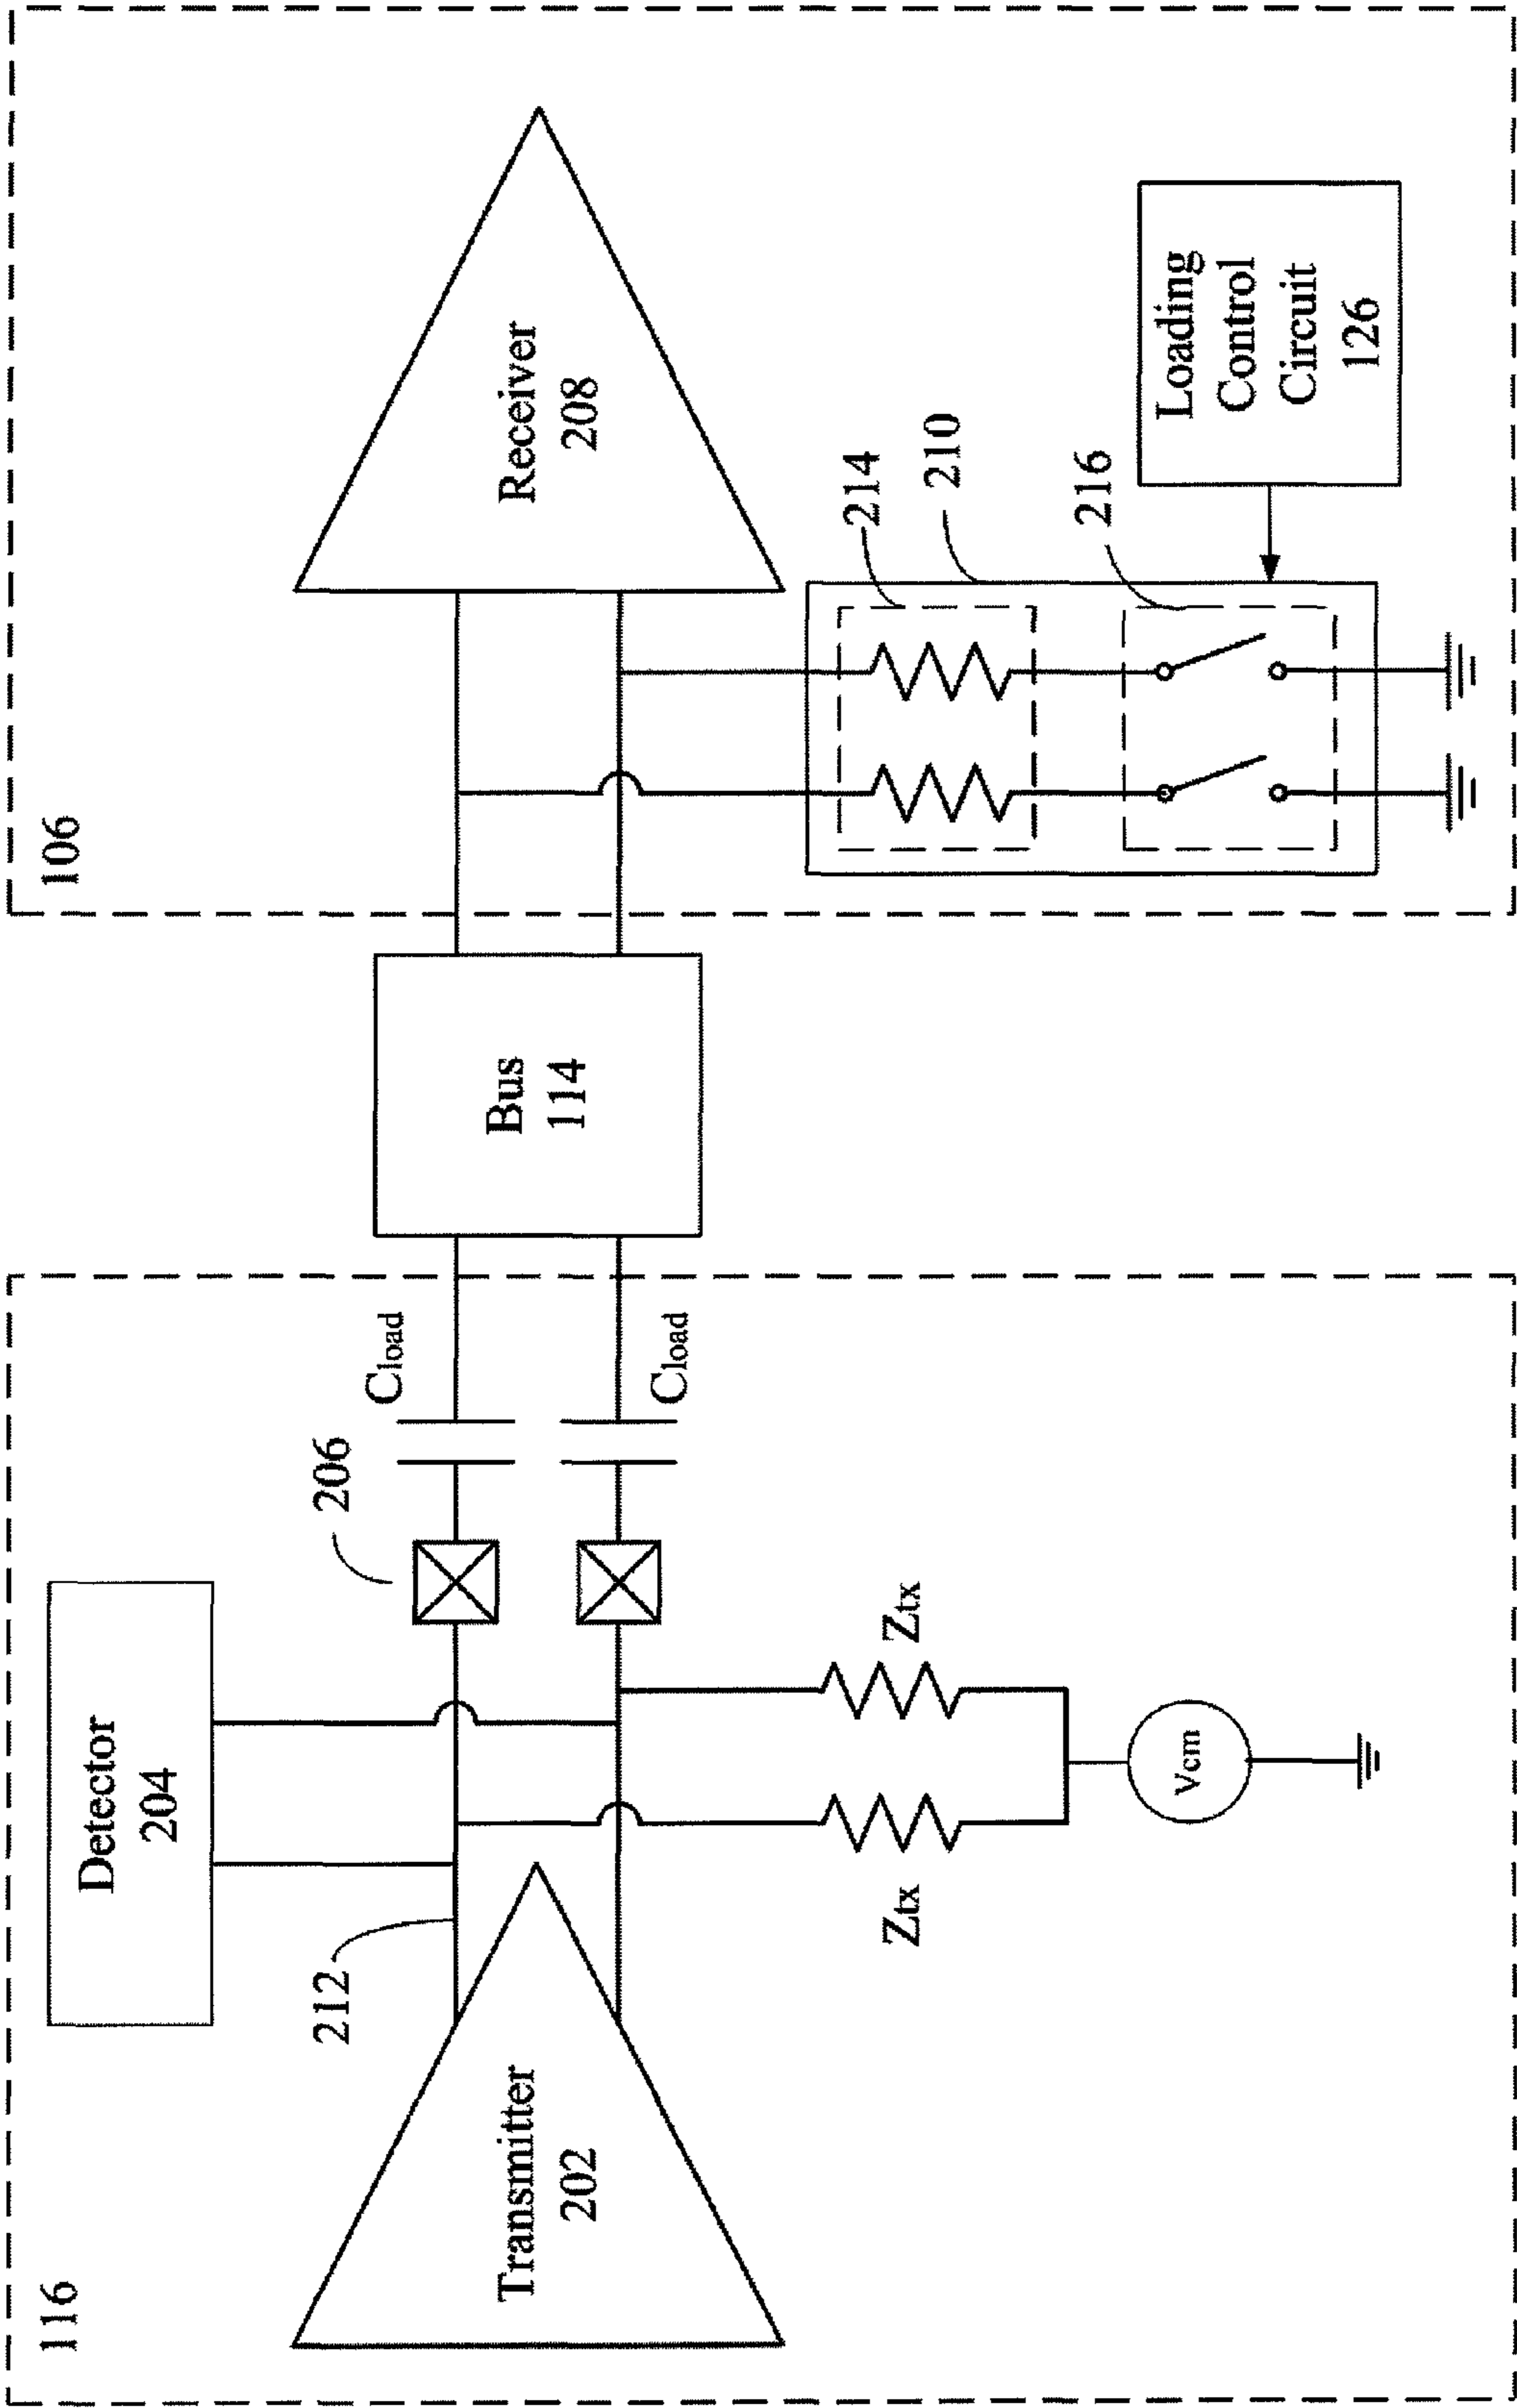 116
106
Detector
204
206
Cload
212
Transmitter
202
Bus
114
Receiver
208
Cload
Ztx
Ztx
Vcm
214
210
216
Loading
Control
Circuit
126